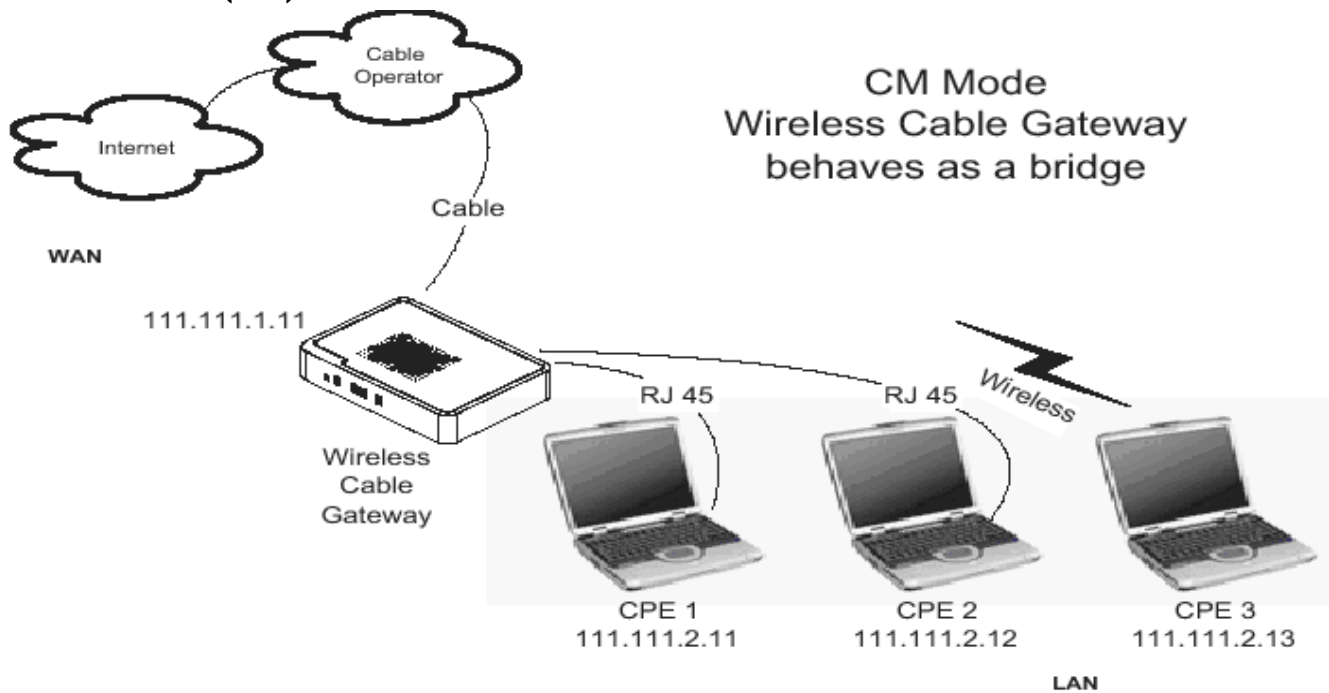 Cable
Operator
Internet
CM Mode
Wireless Cable Gateway
behaves as a bridge
Cable
WAN
111.111.1.11
RJ 45
RJ 45
Wireless
Wireless
Cable
Gateway
CPE 1
111.111.2.11
CPE 2
111.111.2.12
CPE 3
111.111.2.13
LAN